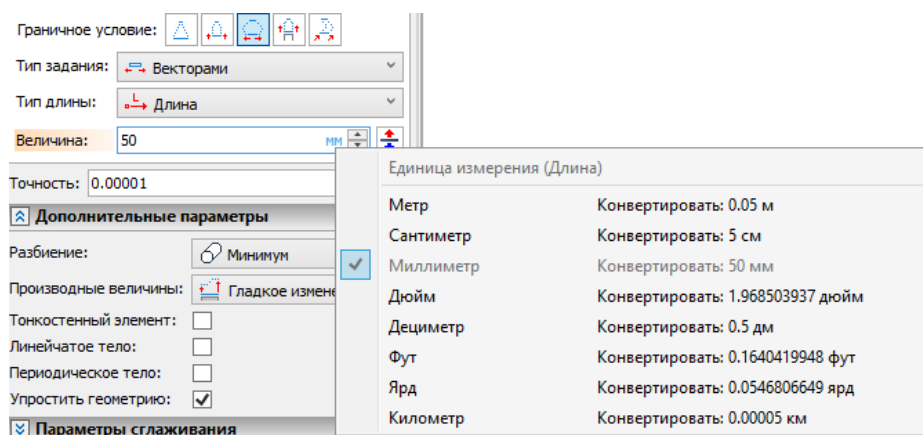 Граничное условие:
Тип задания: Векторами
Тип длины: L Длина
Величина: 50 мм
Единица измерения (Длина)
Точность: 0.00001
Метр Конвертировать: 0.05 м
Дополнительные параметры
Сантиметр Конвертировать: 5 см
Разбиение: Минимум
Миллиметр Конвертировать: 50 мм
Производные величины: Гладкое измене
Дюйм Конвертировать: 1.968503937 дюйм
Тонкостенный элемент:
Дециметр Конвертировать: 0.5 дм
Линейчатое тело:
Фут Конвертировать: 0.1640419948 фут
Периодическое тело:
Ярд Конвертировать: 0.0546806649 ярд
Упростить геометрию:
Километр Конвертировать: 0.00005 км
Параметры сглаживания